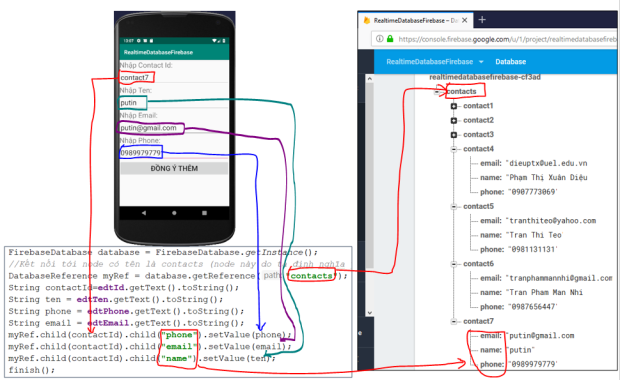 13:07
RealtimeDatabaseFirebase
Nhập Contact Id:
contact7
Nhập Ten:
putin
Nhập Email:
putin@gmail.com
Nhập Phone:
0989979779
ĐỒNG Ý THÊM
FirebaseDatabase database = FirebaseDatabase.getInstance();
//Kết nối tới node có tên là contacts (node này do ta định nghĩa
DatabaseReference myRef = database.getReference( path: "contacts");
String contactId=edtId.getText().toString();
String ten = edtTen.getText().toString();
String phone = edtPhone.getText().toString();
String email = edtEmail.getText().toString();
myRef.child(contactId).child("phone").setValue(phone);
myRef.child(contactId).child("email").setValue(email);
myRef.child(contactId).child("name").setValue(ten);
finish();
RealtimeDatabaseFirebase – Da
https://console.firebase.google.com/u/1/project/realtimedatabasefireb
RealtimeDatabaseFirebase
Database
realtimedatabasefirebase-cf3ad
contacts
contact1
contact2
contact3
contact4
email: "dieuptx@uel.edu.vn
name: "Phạm Thị Xuân Diệu
phone: "0907773069"
contact5
email: "tranthiteo@yahoo.com
name: "Tran Thi Teo"
phone: "0981131131"
contact6
email: "tranphammannhi@gmail.com
name: "Tran Pham Man Nhi
phone: "0987656447"
contact7
email: "putin@gmail.com
name: "putin"
phone: "0989979779"